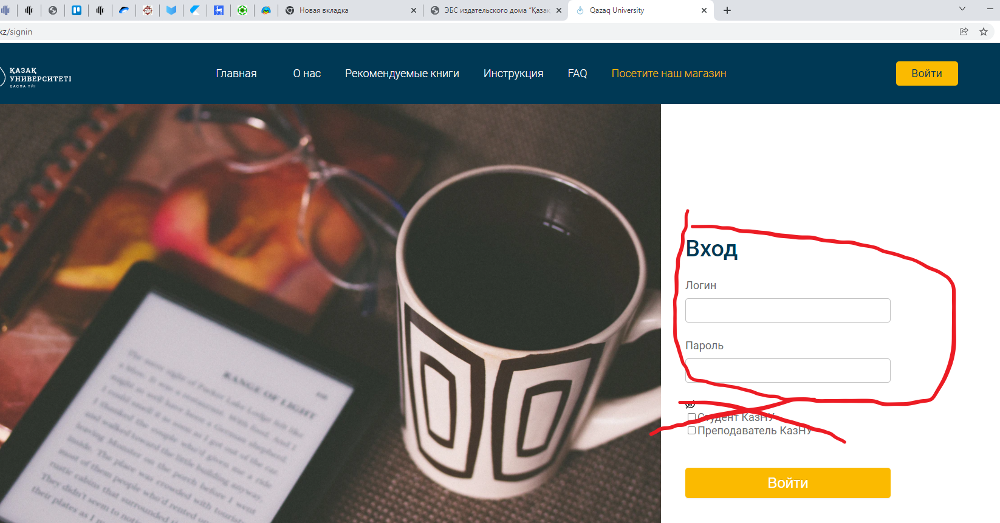 Новая вкладка
ЭБС издательского дома "Қазақ
Qazaq University
kz/signin
ҚАЗАҚ
УНИВЕРСИТЕТІ
БАСПА ҮЙІ
Главная
О нас
Рекомендуемые книги
Инструкция
FAQ
Посетите наш магазин
Войти
RANGE OF LIGHT
Вход
Логин
Пароль
Студент КазНУ
Преподаватель КазНУ
Войти